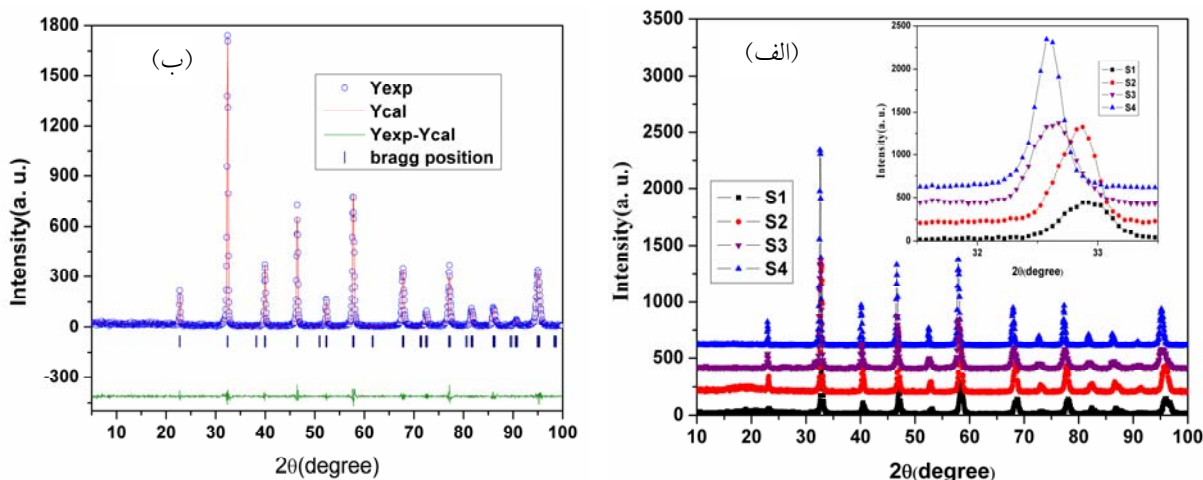 (ب)
1800
1500
1200
900
600
300
0
-300
Intensity(a. u.)
Yexp
Ycal
Yexp-Ycal
bragg position
10 20 30 40 50 60 70 80 90 100
2θ(degree)
(الف)
3500
3000
2500
2000
1500
1000
500
0
Intensity(a. u.)
S1
S2
S3
S4
10 20 30 40 50 60 70 80 90 100
2θ(degree)
2500
2000
1500
1000
500
0
Intensity(a. u.)
S1
S2
S3
S4
32 33
2θ(degree)